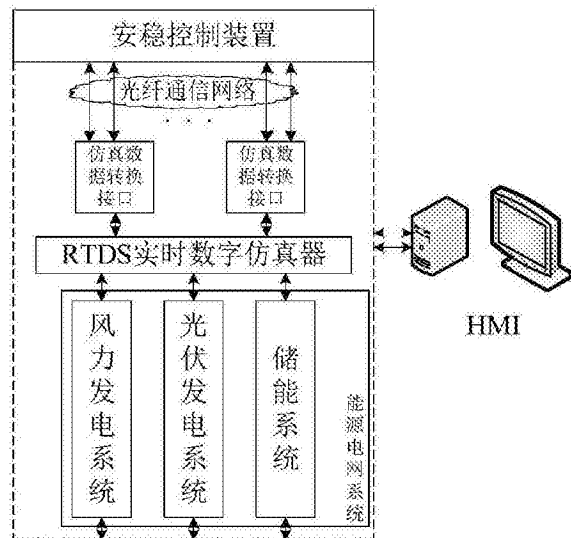 安稳控制装置
光纤通信网络
. . .
仿真数
据转换
接口
仿真数
据转换
接口
RTDS实时数字仿真器
HMI
风力发电系统
光伏发电系统
储能系统
能源电网系统